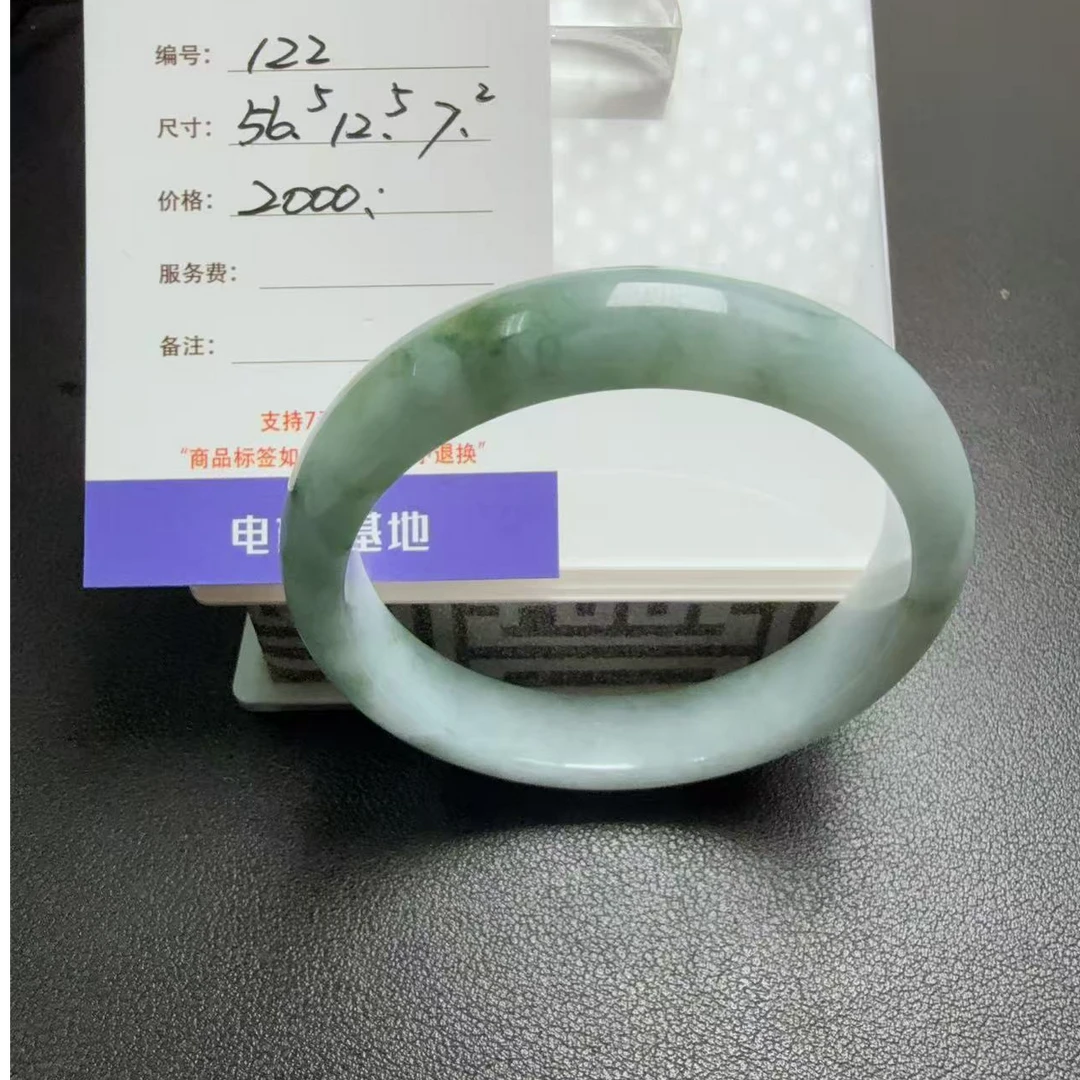 编号: 122
尺寸: 56.5 12.5 7.2
价格: 2000.
服务费:
备注:
支持7
"商品标签如 退换"
电 基地